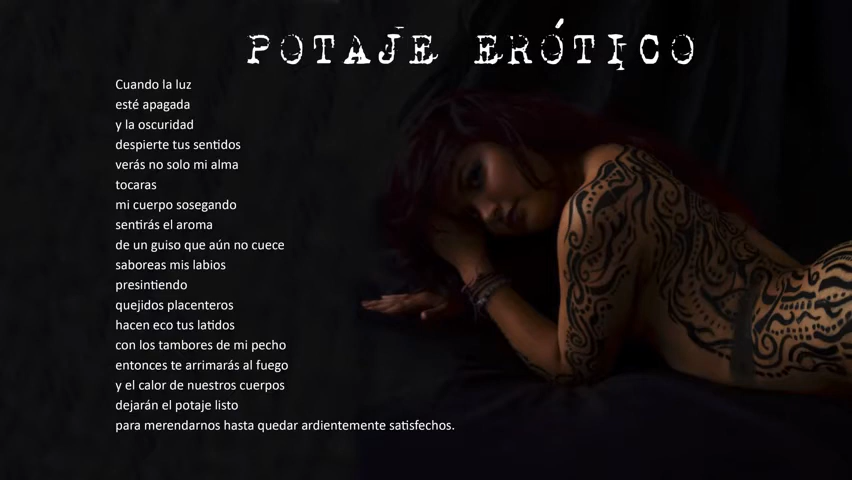 POTAJE ERÓTICO
Cuando la luz
esté apagada
y la oscuridad
despierte tus sentidos
verás no solo mi alma
tocaras
mi cuerpo sosegando
sentirás el aroma
de un guiso que aún no cuece
saboreas mis labios
presintiendo
quejidos placenteros
hacen eco tus latidos
con los tambores de mi pecho
entonces te arrimarás al fuego
y el calor de nuestros cuerpos
dejarán el potaje listo
para merendarnos hasta quedar ardientemente satisfechos.